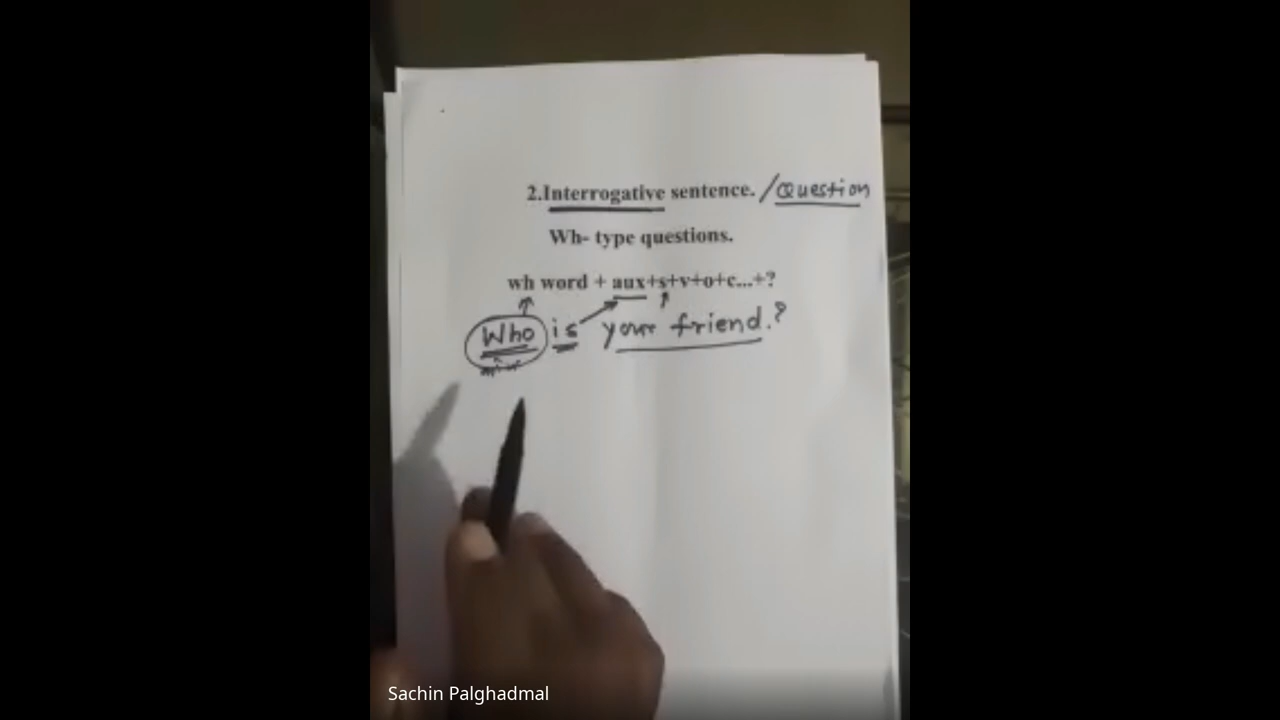 2.Interrogative sentence. /Question
Wh- type questions.
wh word + aux+s+v+o+c...+?
Who is your friend.?
Sachin Palghadmal